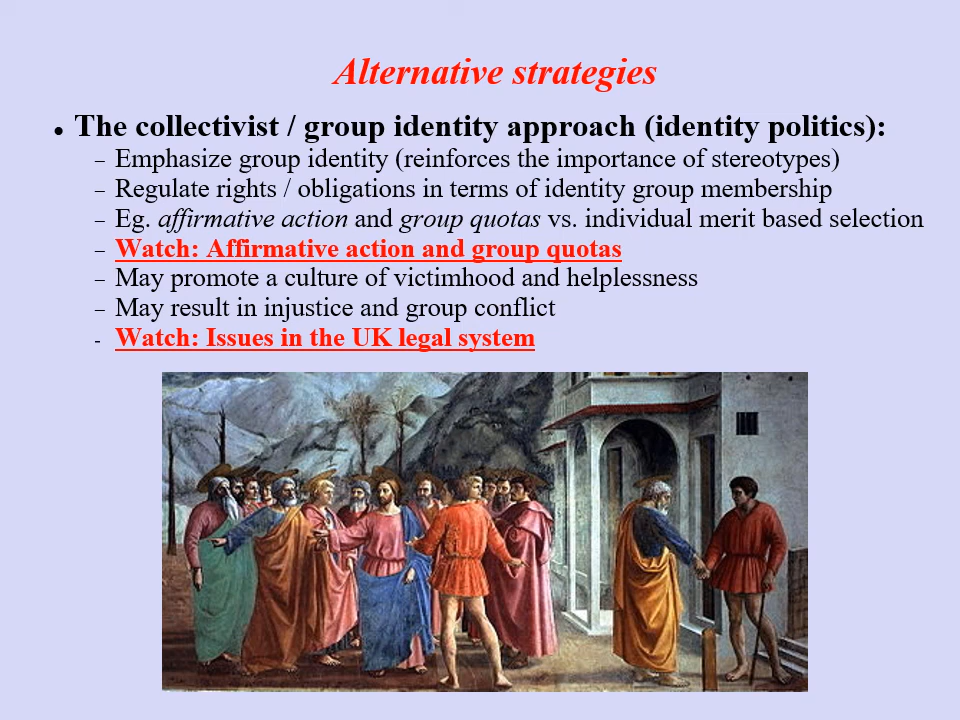 Alternative strategies
• The collectivist / group identity approach (identity politics):
– Emphasize group identity (reinforces the importance of stereotypes)
– Regulate rights / obligations in terms of identity group membership
– Eg. affirmative action and group quotas vs. individual merit based selection
– Watch: Affirmative action and group quotas
– May promote a culture of victimhood and helplessness
– May result in injustice and group conflict
- Watch: Issues in the UK legal system